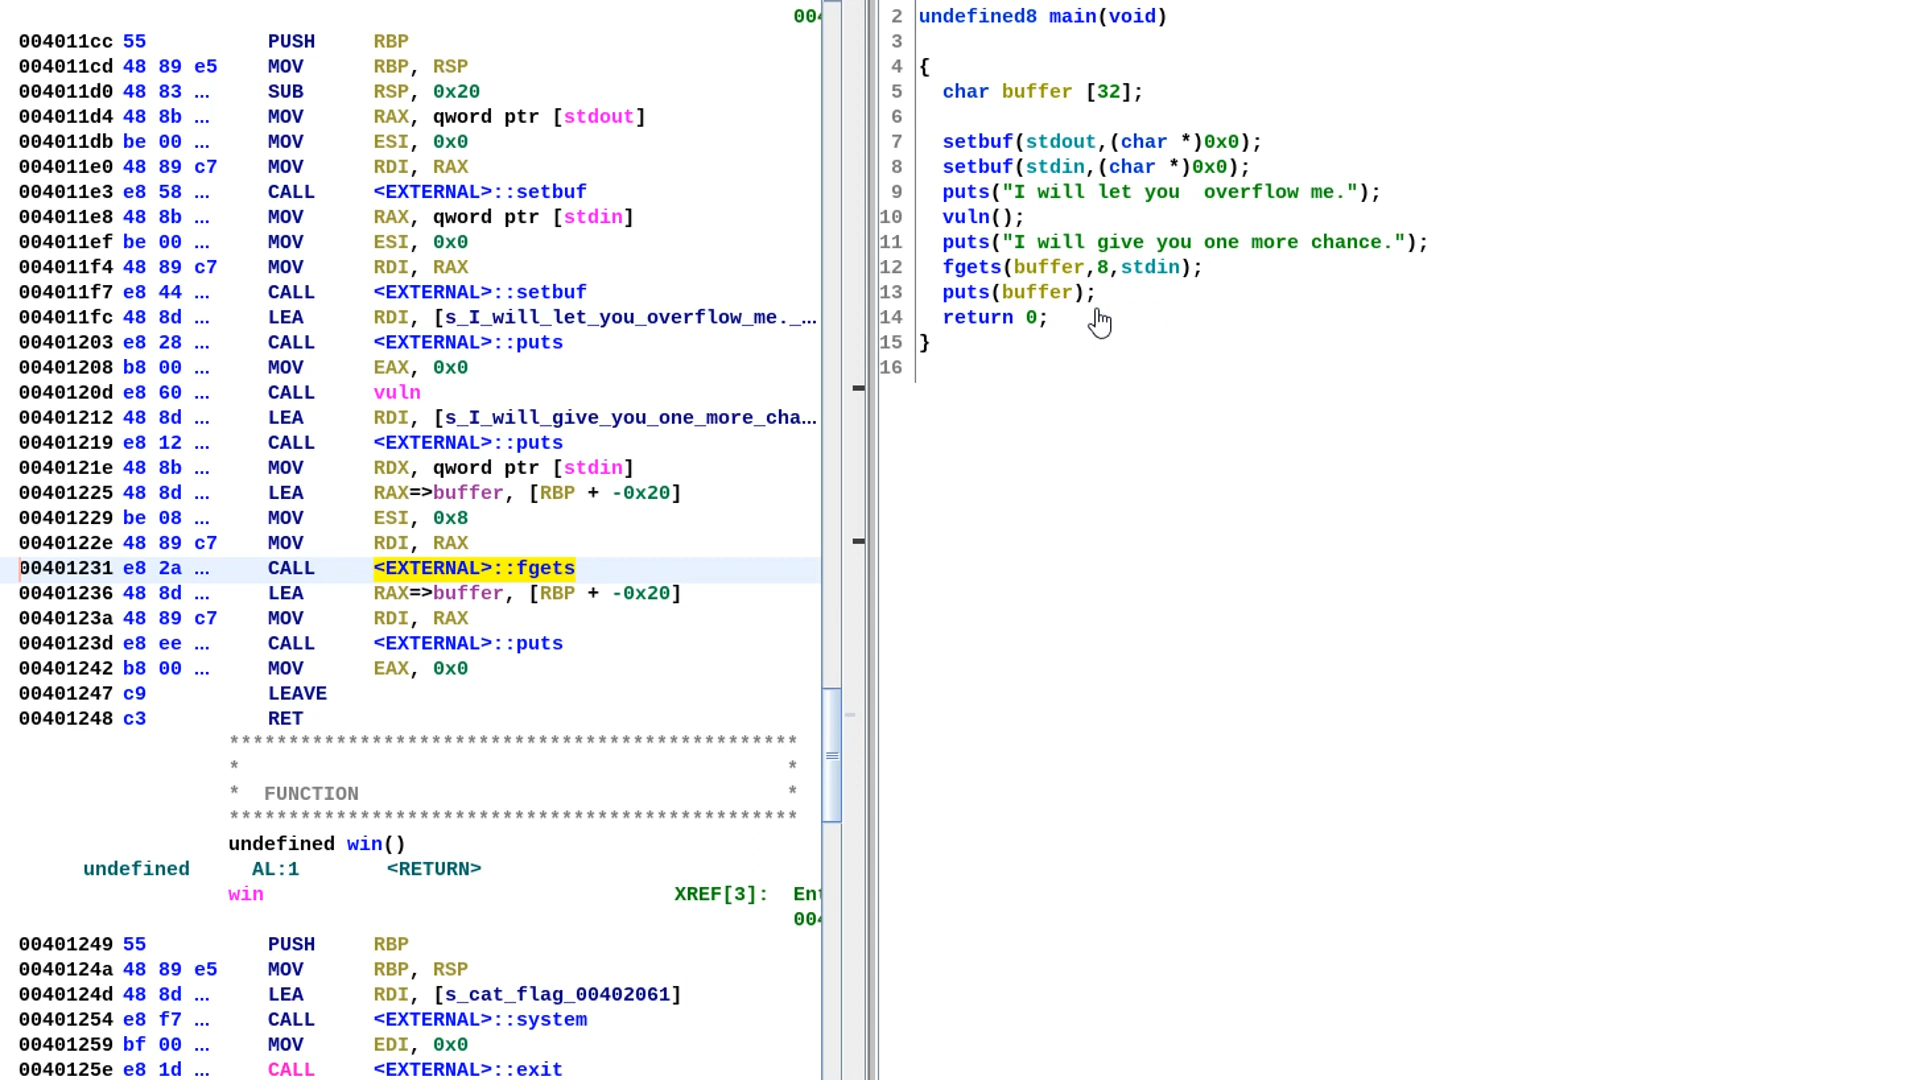 004
004011cc 55 PUSH RBP
004011cd 48 89 e5 MOV RBP, RSP
004011d0 48 83 ... SUB RSP, 0x20
004011d4 48 8b ... MOV RAX, qword ptr [stdout]
004011db be 00 ... MOV ESI, 0x0
004011e0 48 89 c7 MOV RDI, RAX
004011e3 e8 58 ... CALL <EXTERNAL>::setbuf
004011e8 48 8b ... MOV RAX, qword ptr [stdin]
004011ef be 00 ... MOV ESI, 0x0
004011f4 48 89 c7 MOV RDI, RAX
004011f7 e8 44 ... CALL <EXTERNAL>::setbuf
004011fc 48 8d ... LEA RDI, [s_I_will_let_you_overflow_me._...
00401203 e8 28 ... CALL <EXTERNAL>::puts
00401208 b8 00 ... MOV EAX, 0x0
0040120d e8 60 ... CALL vuln
00401212 48 8d ... LEA RDI, [s_I_will_give_you_one_more_cha...
00401219 e8 12 ... CALL <EXTERNAL>::puts
0040121e 48 8b ... MOV RDX, qword ptr [stdin]
00401225 48 8d ... LEA RAX=>buffer, [RBP + -0x20]
00401229 be 08 ... MOV ESI, 0x8
0040122e 48 89 c7 MOV RDI, RAX
00401231 e8 2a ... CALL <EXTERNAL>::fgets
00401236 48 8d ... LEA RAX=>buffer, [RBP + -0x20]
0040123a 48 89 c7 MOV RDI, RAX
0040123d e8 ee ... CALL <EXTERNAL>::puts
00401242 b8 00 ... MOV EAX, 0x0
00401247 c9 LEAVE
00401248 c3 RET
************************************************
* *
* FUNCTION *
************************************************
undefined win()
undefined AL:1 <RETURN>
win XREF[3]: Ent
004
00401249 55 PUSH RBP
0040124a 48 89 e5 MOV RBP, RSP
0040124d 48 8d ... LEA RDI, [s_cat_flag_00402061]
00401254 e8 f7 ... CALL <EXTERNAL>::system
00401259 bf 00 ... MOV EDI, 0x0
0040125e e8 1d ... CALL <EXTERNAL>::exit
2 undefined8 main(void)
3
4 {
5 char buffer [32];
6
7 setbuf(stdout,(char *)0x0);
8 setbuf(stdin,(char *)0x0);
9 puts("I will let you  overflow me.");
10 vuln();
11 puts("I will give you one more chance.");
12 fgets(buffer,8,stdin);
13 puts(buffer);
14 return 0;
15 }
16